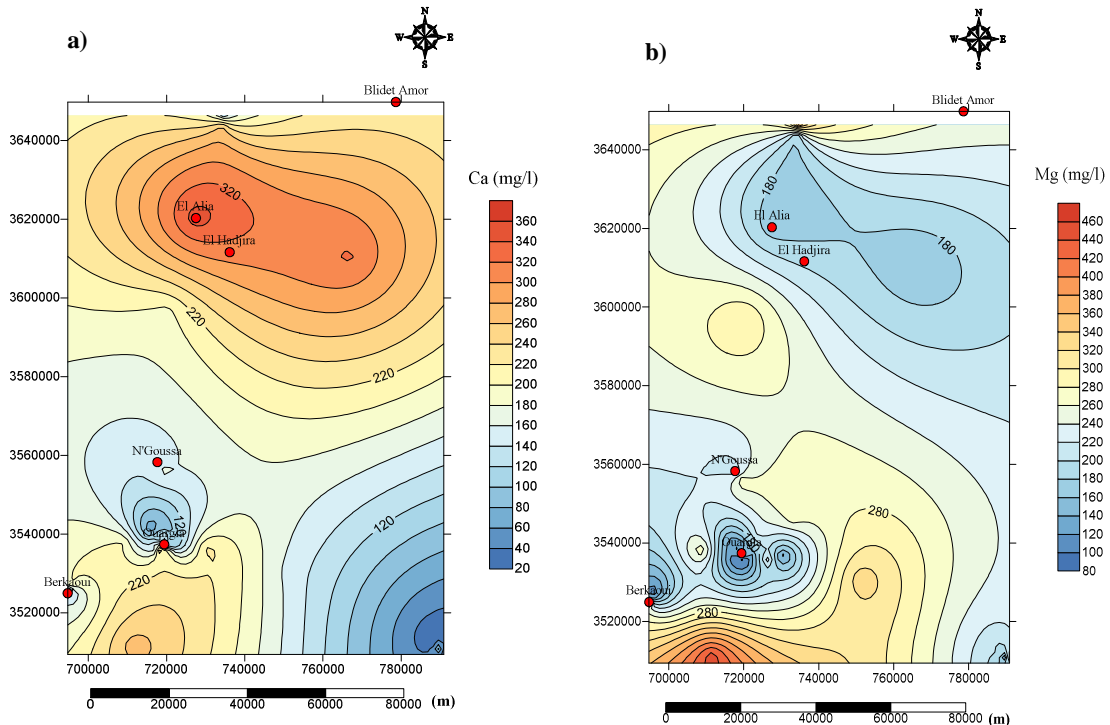 a)
N
W E
S
Blidet Amor
3640000
3620000
3600000
3580000
3560000
3540000
3520000
320
El Alia
El Hadjira
220
220
N'Goussa
120
120
Ouargla
Berkaoui
220
700000 720000 740000 760000 780000
0 20000 40000 60000 80000 (m)
Ca (mg/l)
360
340
320
300
280
260
240
220
200
180
160
140
120
100
80
60
40
20
b)
N
W E
S
Blidet Amor
3640000
3620000
3600000
3580000
3560000
3540000
3520000
180
El Alia
El Hadjira
180
N'Goussa
280
Ouargla
Berkaoui
280
700000 720000 740000 760000 780000
0 20000 40000 60000 80000
(m)
Mg (mg/l)
460
440
420
400
380
360
340
320
300
280
260
240
220
200
180
160
140
120
100
80